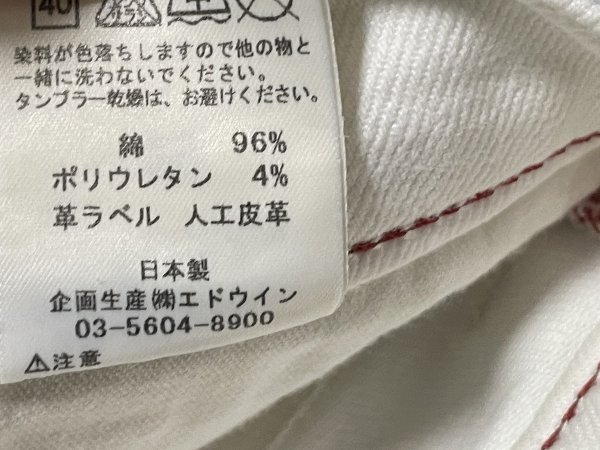 40
染料が色落ちしますので他の物と
一緒に洗わないでください。
タンブラー乾燥は、お避けください。
綿 96%
ポリウレタン 4%
革ラベル 人工皮革
日本製
企画生産㈱エドウイン
03-5604-8900
⚠注意